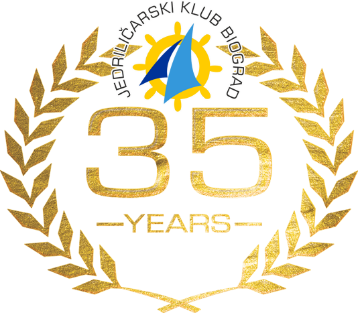 JEDRILIČARSKI KLUB BIOGRAD
35
YEARS